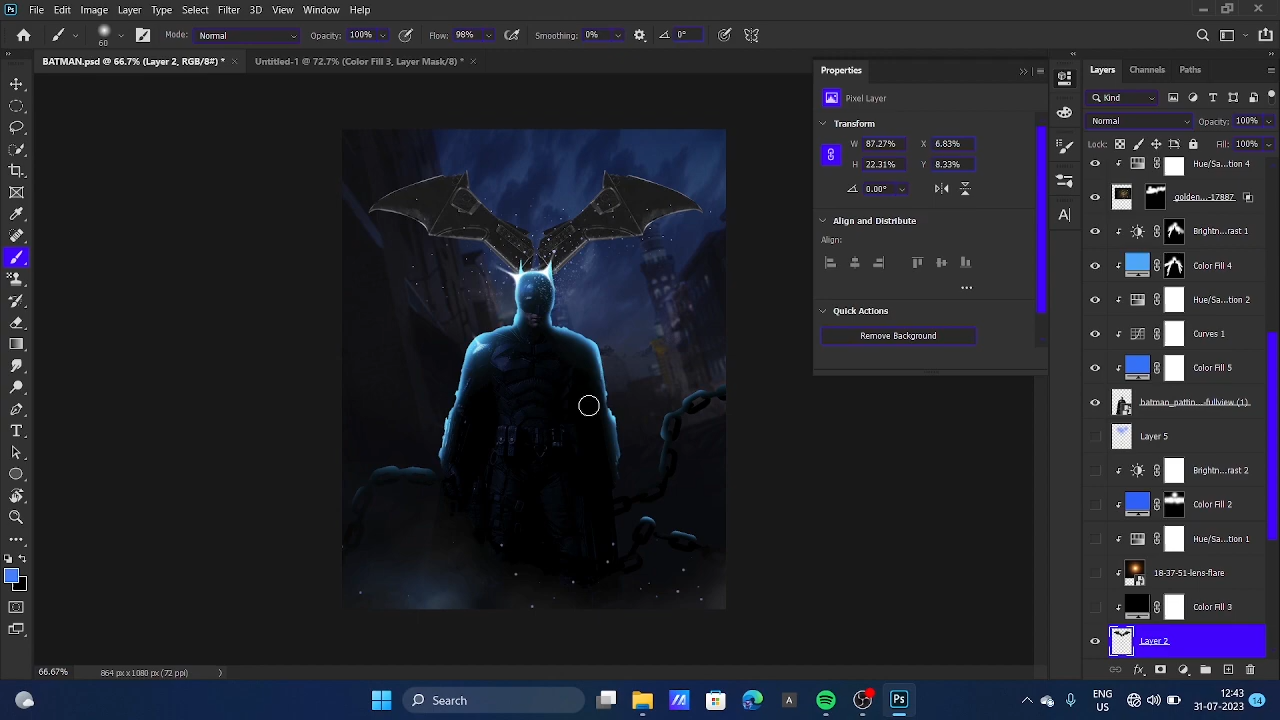 Ps File Edit Image Layer Type Select Filter 3D View Window Help
60 Mode: Normal Opacity: 100% Flow: 98% Smoothing: 0% 0°
BATMAN.psd @ 66.7% (Layer 2, RGB/8#) * × Untitled-1 @ 72.7% (Color Fill 3, Layer Mask/8) * ×
Properties
Pixel Layer
Transform
W 87.27% X 6.83%
H 22.31% Y 8.33%
0.00°
Align and Distribute
Align:
Quick Actions
Remove Background
Layers Channels Paths
Kind
Normal Opacity: 100%
Lock: Fill: 100%
Hue/Sa...tion 4
golden_...27872.
Brightn...rast 1
Color Fill 4
Hue/Sa...tion 2
Curves 1
Color Fill 5
batman_pattin...fullview (1).
Layer 5
Brightn...rast 2
Color Fill 2
Hue/Sa...tion 1
18-37-51-lens-flare
Color Fill 3
Layer 2
66.67% 864 px x 1080 px (72 ppi)
Search
A
Ps
ENG
US
12:43
31-07-2023
14